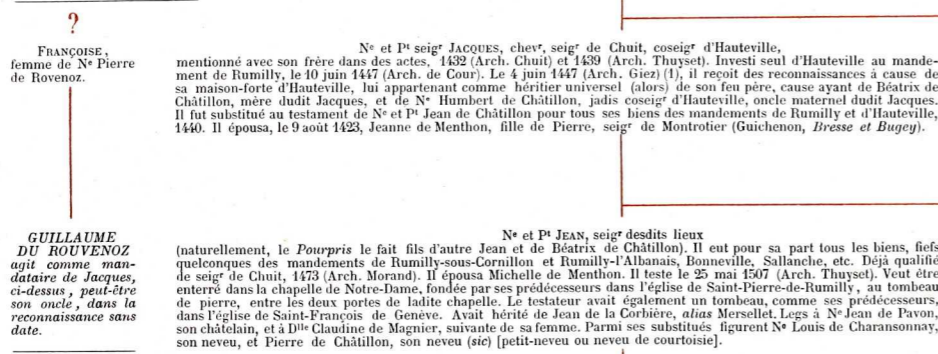 ?
FRANÇOISE,
femme de Nᵉ Pierre
de Rovenoz.
Nᵉ et Pᵗ seigʳ JACQUES, chevʳ, seigʳ de Chuit, coseigʳ d'Hauteville,
mentionné avec son frère dans des actes, 1432 (Arch. Chuit) et 1439 (Arch. Thuyset). Investi seul d'Hauteville au mande-
ment de Rumilly, le 10 juin 1447 (Arch. de Cour). Le 4 juin 1447 (Arch. Giez) (1), il reçoit des reconnaissances à cause de
sa maison-forte d'Hauteville, lui appartenant comme héritier universel (alors) de son feu père, cause ayant de Béatrix de
Châtillon, mère dudit Jacques, et de Nᵉ Humbert de Châtillon, jadis coseigʳ d'Hauteville, oncle maternel dudit Jacques.
Il fut substitué au testament de Nᵉ et Pᵗ Jean de Châtillon pour tous ses biens des mandements de Rumilly et d'Hauteville,
1440. Il épousa, le 9 août 1423, Jeanne de Menthon, fille de Pierre, seigʳ de Montrotier (Guichenon, Bresse et Bugey).
GUILLAUME
DU ROUVENOZ
agit comme man-
dataire de Jacques,
ci-dessus, peut-être
son oncle, dans la
reconnaissance sans
date.
Nᵉ et Pᵗ JEAN, seigʳ desdits lieux
(naturellement, le Pourpris le fait fils d'autre Jean et de Béatrix de Châtillon). Il eut pour sa part tous les biens, fiefs
quelconques des mandements de Rumilly-sous-Cornillon et Rumilly-l'Albanais, Bonneville, Sallanche, etc. Déjà qualifié
de seigʳ de Chuit, 1473 (Arch. Morand). Il épousa Michelle de Menthon. Il teste le 25 mai 1507 (Arch. Thuyset). Veut être
enterré dans la chapelle de Notre-Dame, fondée par ses prédécesseurs dans l'église de Saint-Pierre-de-Rumilly, au tombeau
de pierre, entre les deux portes de ladite chapelle. Le testateur avait également un tombeau, comme ses prédécesseurs,
dans l'église de Saint-François de Genève. Avait hérité de Jean de la Corbière, alias Mersellet. Legs à Nᵉ Jean de Pavon,
son châtelain, et à Dˡˡᵉ Claudine de Magnier, suivante de sa femme. Parmi ses substitués figurent Nᵉ Louis de Charansonnay,
son neveu, et Pierre de Châtillon, son neveu (sic) [petit-neveu ou neveu de courtoisie].